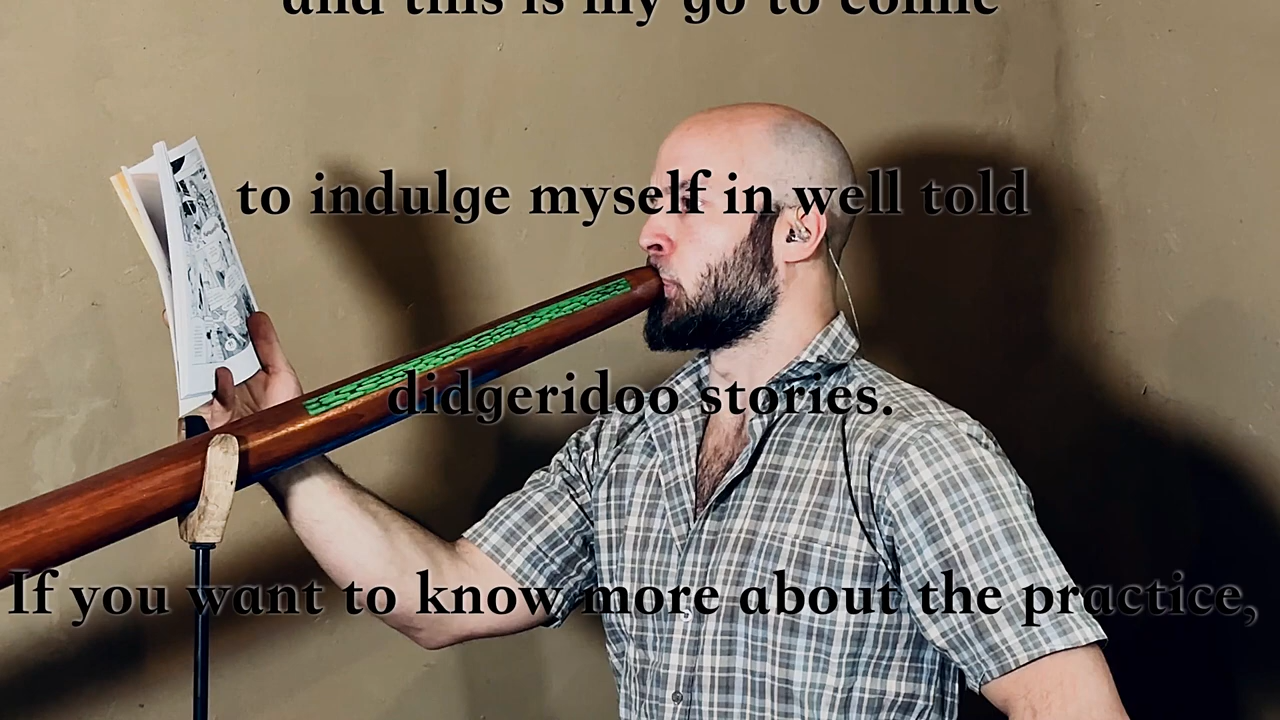 and this is my go to comic
to indulge myself in well told
didgeridoo stories.
If you want to know more about the practice,